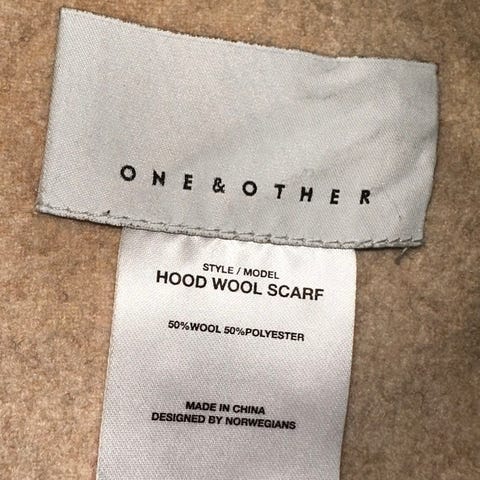 ONE & OTHER
STYLE / MODEL
HOOD WOOL SCARF
50%WOOL 50%POLYESTER
MADE IN CHINA
DESIGNED BY NORWEGIANS